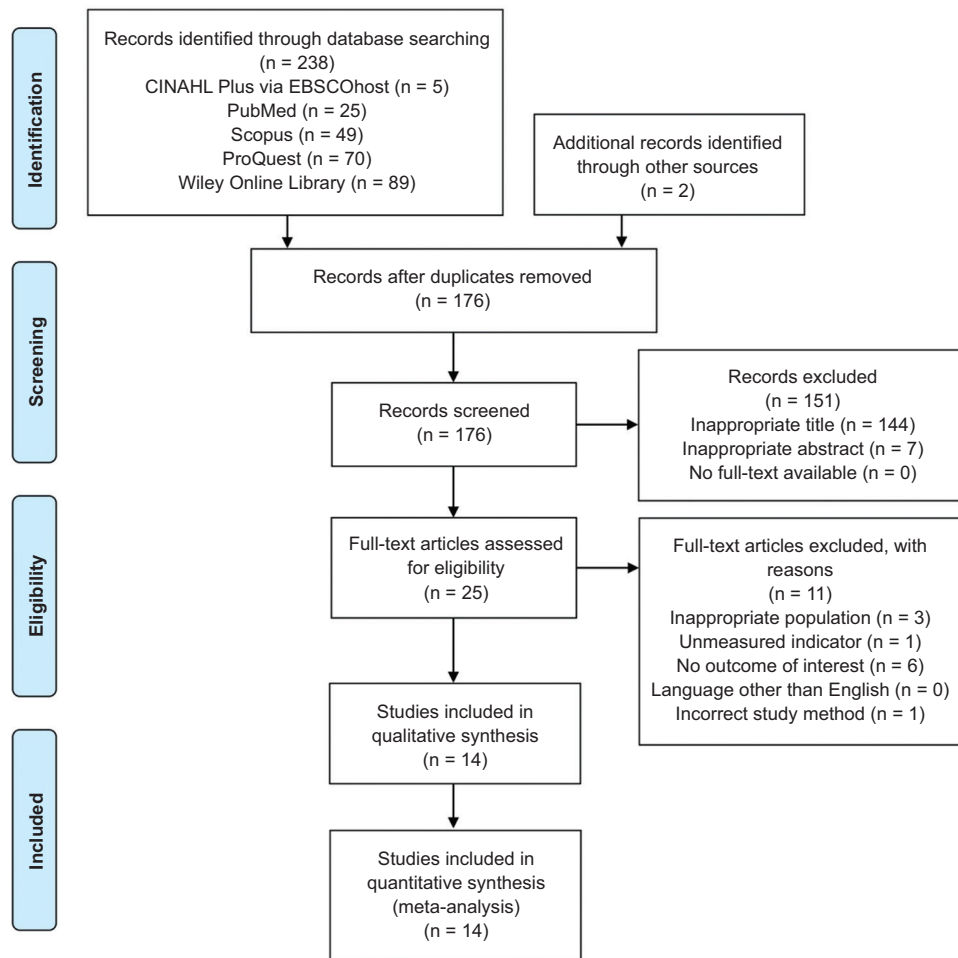 Identification
Records identified through database searching
(n = 238)
CINAHL Plus via EBSCOhost (n = 5)
PubMed (n = 25)
Scopus (n = 49)
ProQuest (n = 70)
Wiley Online Library (n = 89)
Additional records identified
through other sources
(n = 2)
Screening
Records after duplicates removed
(n = 176)
Records screened
(n = 176)
Records excluded
(n = 151)
Inappropriate title (n = 144)
Inappropriate abstract (n = 7)
No full-text available (n = 0)
Eligibility
Full-text articles assessed
for eligibility
(n = 25)
Full-text articles excluded, with
reasons
(n = 11)
Inappropriate population (n = 3)
Unmeasured indicator (n = 1)
No outcome of interest (n = 6)
Language other than English (n = 0)
Incorrect study method (n = 1)
Studies included in
qualitative synthesis
(n = 14)
Included
Studies included in
quantitative synthesis
(meta-analysis)
(n = 14)